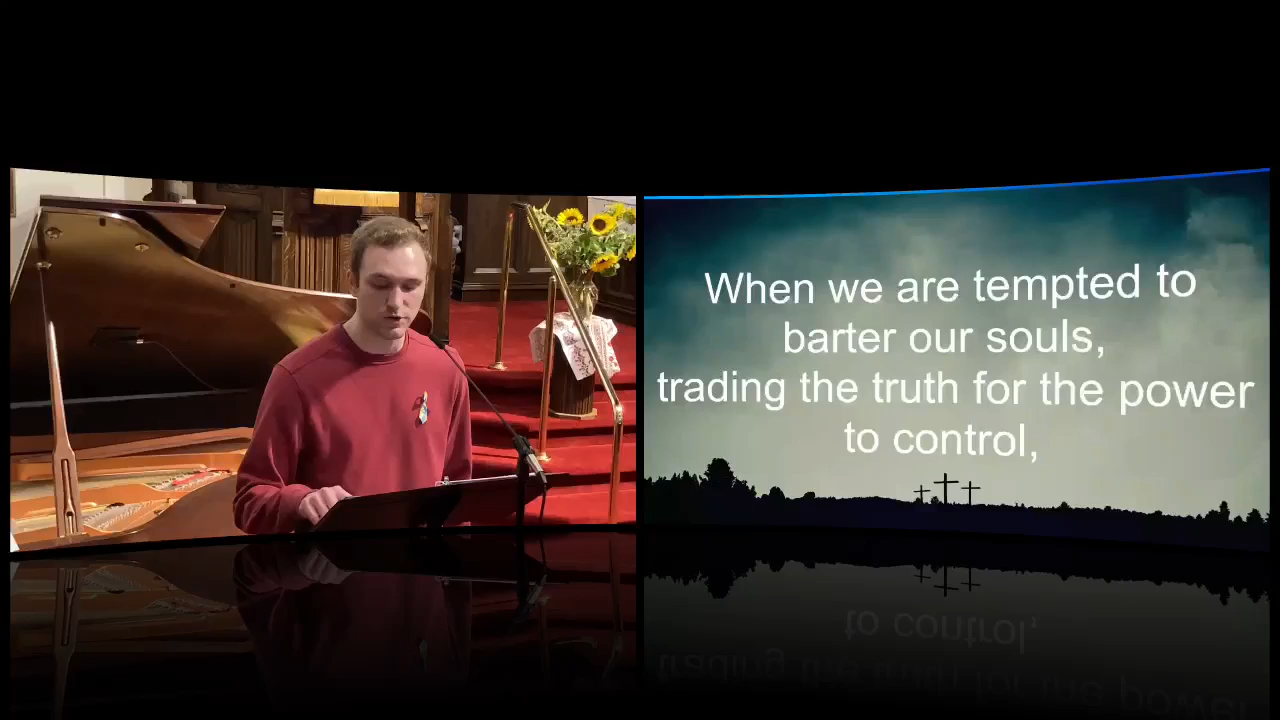 When we are tempted to
barter our souls,
trading the truth for the power
to control,